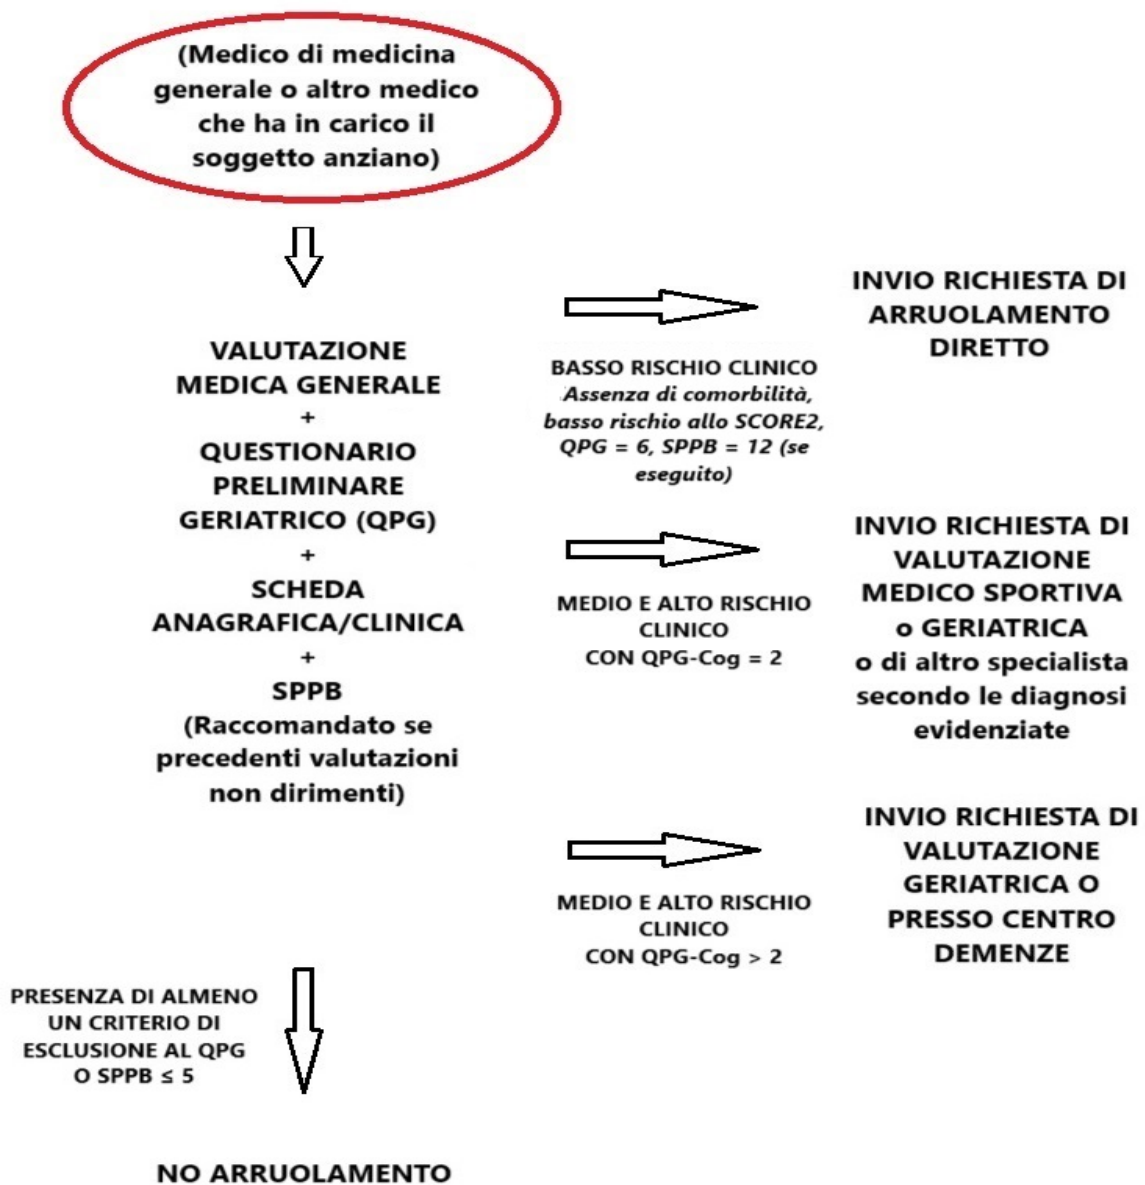 (Medico di medicina
generale o altro medico
che ha in carico il
soggetto anziano)
VALUTAZIONE
MEDICA GENERALE
+
QUESTIONARIO
PRELIMINARE
GERIATRICO (QPG)
+
SCHEDA
ANAGRAFICA/CLINICA
+
SPPB
(Raccomandato se
precedenti valutazioni
non dirimenti)
BASSO RISCHIO CLINICO
Assenza di comorbilità,
basso rischio allo SCORE2,
QPG = 6, SPPB = 12 (se
eseguito)
INVIO RICHIESTA DI
ARRUOLAMENTO
DIRETTO
MEDIO E ALTO RISCHIO
CLINICO
CON QPG-Cog = 2
INVIO RICHIESTA DI
VALUTAZIONE
MEDICO SPORTIVA
o GERIATRICA
o di altro specialista
secondo le diagnosi
evidenziate
MEDIO E ALTO RISCHIO
CLINICO
CON QPG-Cog > 2
INVIO RICHIESTA DI
VALUTAZIONE
GERIATRICA O
PRESSO CENTRO
DEMENZE
PRESENZA DI ALMENO
UN CRITERIO DI
ESCLUSIONE AL QPG
O SPPB ≤ 5
NO ARRUOLAMENTO